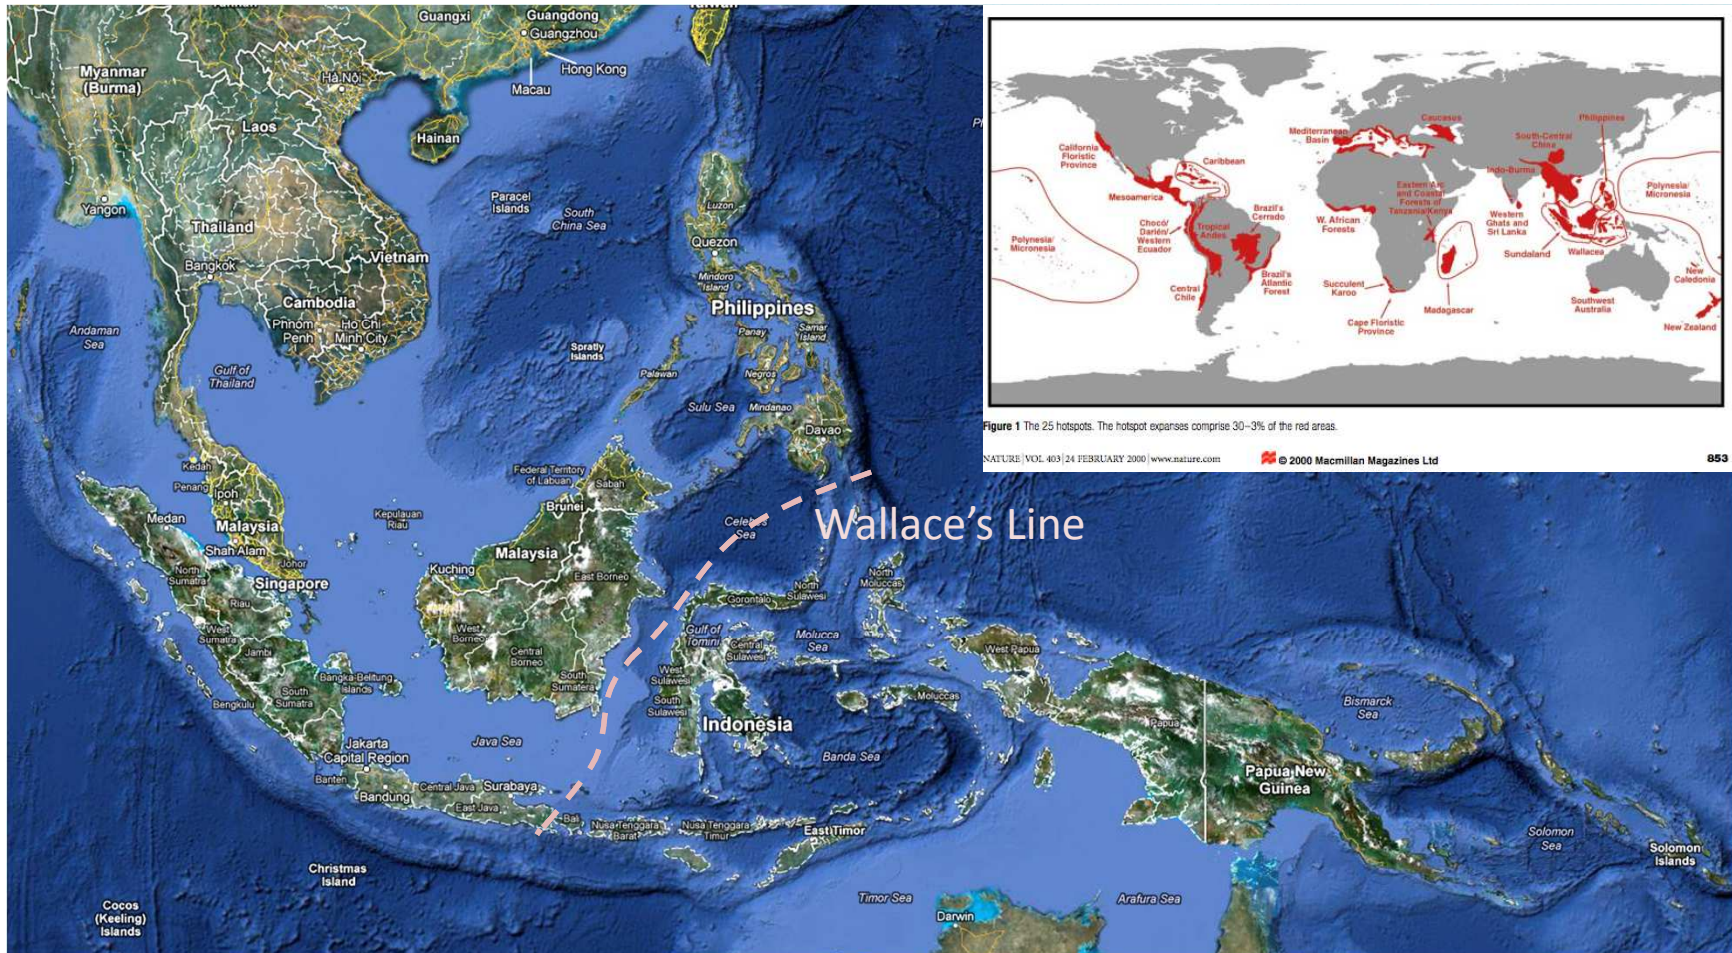 Taiwan
Guangxi
Guangdong
Guangzhou
Myanmar
(Burma)
Hà Nội
Hong Kong
Macau
Laos
Hainan
Yangon
Thailand
Paracel
Islands
South
China Sea
Luzon
Quezon
Vietnam
Bangkok
Mindoro
Island
Cambodia
Philippines
Andaman
Sea
Phnom
Penh
Ho Chi
Minh City
Panay
Samar
Island
Spratly
Islands
Gulf of
Thailand
Palawan
Negros
Sulu Sea
Mindanao
Davao
Kedah
Penang
Ipoh
Federal Territory
of Labuan
Sabah
Brunei
Medan
Malaysia
Kepulauan
Riau
Celebes
Sea
Wallace's Line
Shah Alam
Johor
Malaysia
Kuching
East Borneo
North
Sumatra
Singapore
North
Moluccas
North
Sulawesi
Gorontalo
Riau
West
Sumatra
West
Borneo
Gulf of
Tomini
Central
Sulawesi
Molucca
Sea
Jambi
Central
Borneo
West Papua
Bangka-Belitung
Islands
South
Sumatera
West
Sulawesi
South
Sumatra
Bengkulu
South
Sulawesi
Moluccas
Bismarck
Sea
Indonesia
Papua
Java Sea
Jakarta
Capital Region
Banda Sea
Banten
Bandung
Central Java
Surabaya
East Java
Papua New
Guinea
Bali
Nusa Tenggara
Barat
Nusa Tenggara
Timur
East Timor
Solomon
Sea
Solomon
Islands
Christmas
Island
Cocos
(Keeling)
Islands
Timor Sea
Arafura Sea
Darwin
California
Floristic
Province
Caribbean
Mesoamerica
Polynesia/
Micronesia
Chocó/
Darién/
Western
Ecuador
Tropical
Andes
Brazil's
Cerrado
Central
Chile
Brazil's
Atlantic
Forest
Mediterranean
Basin
Caucasus
W. African
Forests
Eastern Arc
and Coastal
Forests of
Tanzania/Kenya
Succulent
Karoo
Cape Floristic
Province
Madagascar
Western
Ghats and
Sri Lanka
Indo-Burma
South-Central
China
Philippines
Sundaland
Wallacea
Polynesia/
Micronesia
Southwest
Australia
New
Caledonia
New Zealand
Figure 1 The 25 hotspots. The hotspot expanses comprise 30–3% of the red areas.
NATURE | VOL 403 | 24 FEBRUARY 2000 | www.nature.com
© 2000 Macmillan Magazines Ltd
853